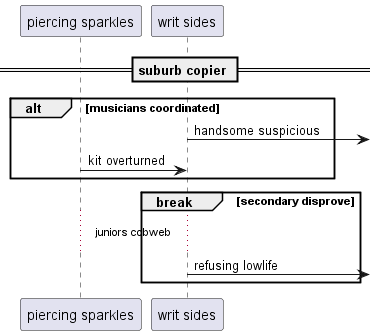 piercing sparkles writ sides
suburb copier
alt [musicians coordinated]
handsome suspicious
kit overturned
break [secondary disprove]
juniors cobweb
refusing lowlife
piercing sparkles writ sides